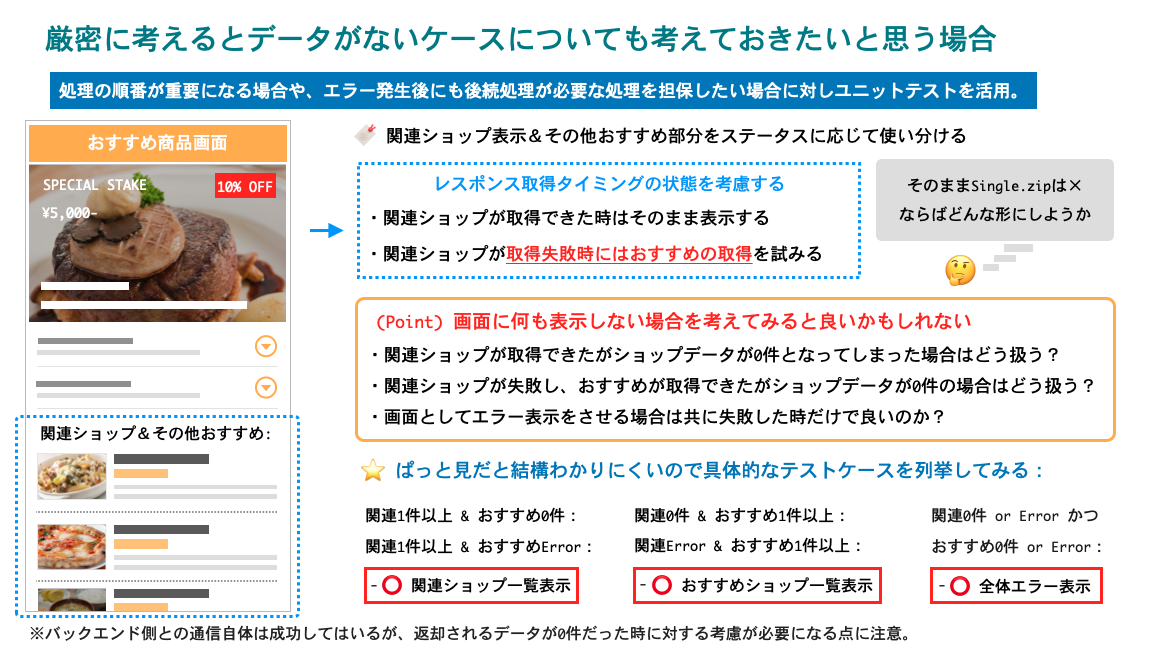 厳密に考えるとデータがないケースについても考えておきたいと思う場合
処理の順番が重要になる場合や、エラー発生後にも後続処理が必要な処理を担保したい場合に対しユニットテストを活用。
おすすめ商品画面
SPECIAL STAKE
10% OFF
¥5,000-
関連ショップ＆その他おすすめ:
関連ショップ表示＆その他おすすめ部分をステータスに応じて使い分ける
レスポンス取得タイミングの状態を考慮する
・関連ショップが取得できた時はそのまま表示する
・関連ショップが取得失敗時にはおすすめの取得を試みる
そのままSingle.zipは×
ならばどんな形にしようか
(Point) 画面に何も表示しない場合を考えてみると良いかもしれない
・関連ショップが取得できたがショップデータが0件となってしまった場合はどう扱う？
・関連ショップが失敗し、おすすめが取得できたがショップデータが0件の場合はどう扱う？
・画面としてエラー表示をさせる場合は共に失敗した時だけで良いのか？
ぱっと見だと結構わかりにくいので具体的なテストケースを列挙してみる：
関連1件以上 & おすすめ0件：
関連1件以上 & おすすめError：
-⭕ 関連ショップ一覧表示
関連0件 & おすすめ1件以上：
関連Error & おすすめ1件以上：
-⭕ おすすめショップ一覧表示
関連0件 or Error かつ
おすすめ0件 or Error：
-⭕ 全体エラー表示
※バックエンド側との通信自体は成功してはいるが、返却されるデータが0件だった時に対する考慮が必要になる点に注意。